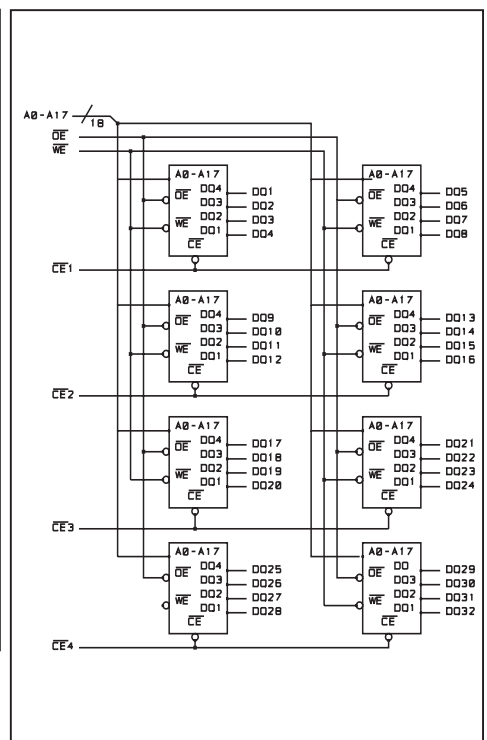 A0-A17
18
OE
WE
A0-A17 A0-A17
DQ4 DQ1 DQ4 DQ5
OE DQ3 DQ2 OE DQ3 DQ6
DQ2 DQ3 DQ2 DQ7
WE DQ1 DQ4 WE DQ1 DQ8
CE CE
CE1
A0-A17 A0-A17
DQ4 DQ9 DQ4 DQ13
OE DQ3 DQ10 OE DQ3 DQ14
DQ2 DQ11 DQ2 DQ15
WE DQ1 DQ12 WE DQ1 DQ16
CE CE
CE2
A0-A17 A0-A17
DQ4 DQ17 DQ4 DQ21
OE DQ3 DQ18 OE DQ3 DQ22
DQ2 DQ19 DQ2 DQ23
WE DQ1 DQ20 WE DQ1 DQ24
CE CE
CE3
A0-A17 A0-A17
DQ4 DQ25 DQ DQ29
OE DQ3 DQ26 OE DQ3 DQ30
DQ2 DQ27 DQ2 DQ31
WE DQ1 DQ28 WE DQ1 DQ32
CE CE
CE4